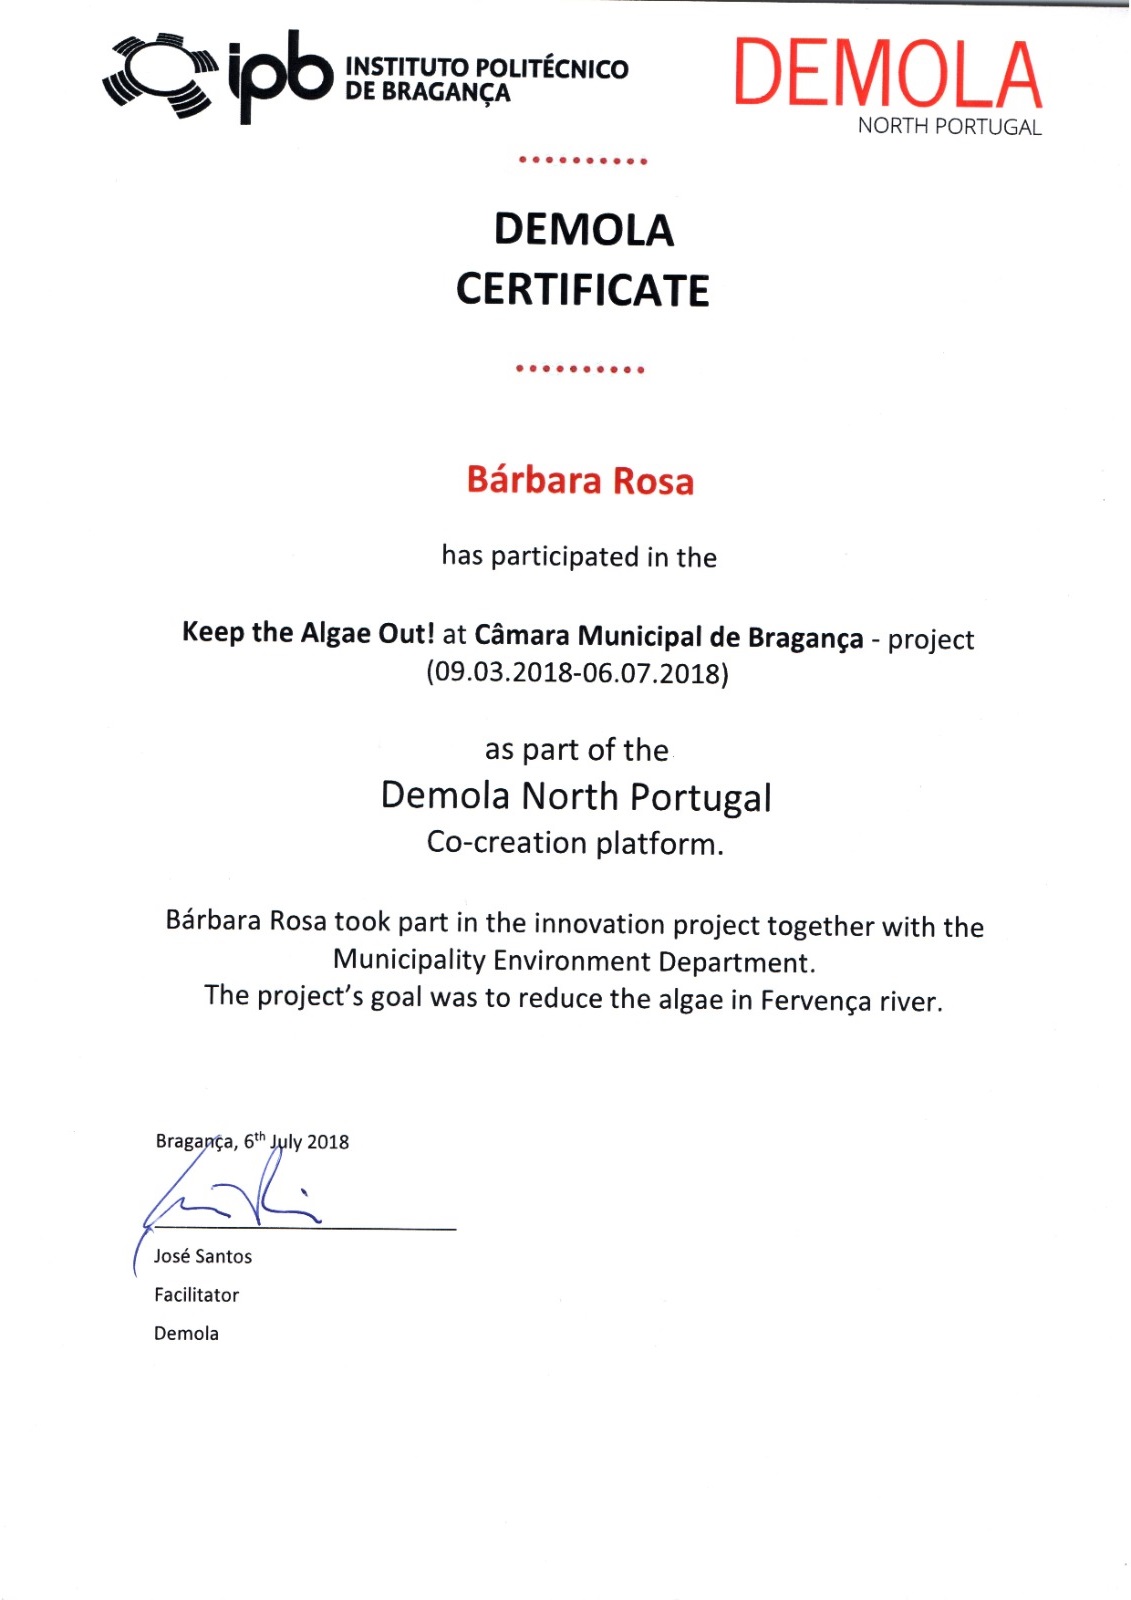 ipb INSTITUTO POLITÉCNICO
DE BRAGANÇA
DEMOLA
NORTH PORTUGAL
DEMOLA
CERTIFICATE
Bárbara Rosa
has participated in the
Keep the Algae Out! at Câmara Municipal de Bragança - project
(09.03.2018-06.07.2018)
as part of the
Demola North Portugal
Co-creation platform.
Bárbara Rosa took part in the innovation project together with the
Municipality Environment Department.
The project's goal was to reduce the algae in Fervença river.
Bragança, 6th July 2018
José Santos
Facilitator
Demola